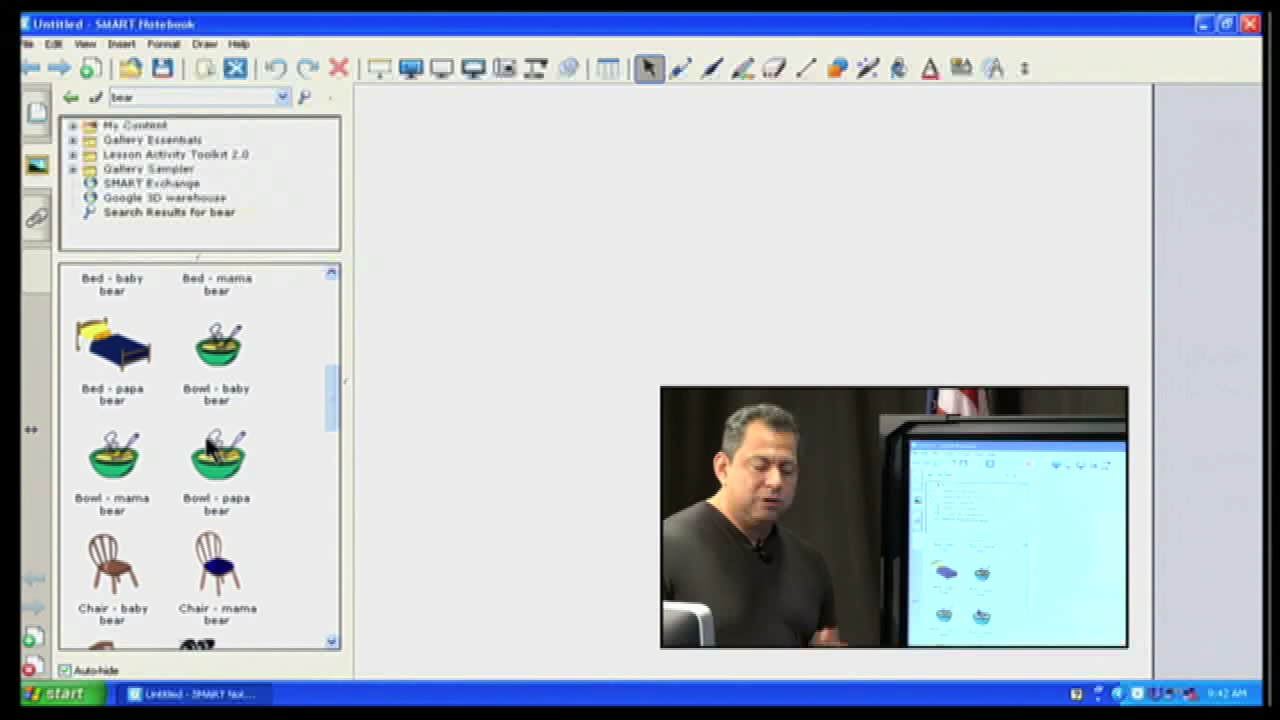 Untitled - SMART Notebook
Edit View Insert Format Draw Help
bear
My Content
Gallery Essentials
Lesson Activity Toolkit 2.0
Gallery Sampler
SMART Exchange
Google 3D warehouse
Search Results for bear
Bed - baby bear
Bed - mama bear
Bed - papa bear
Bowl - baby bear
Bowl - mama bear
Bowl - papa bear
Chair - baby bear
Chair - mama bear
Auto-hide
start
Untitled - SMART Not...
9:42 AM